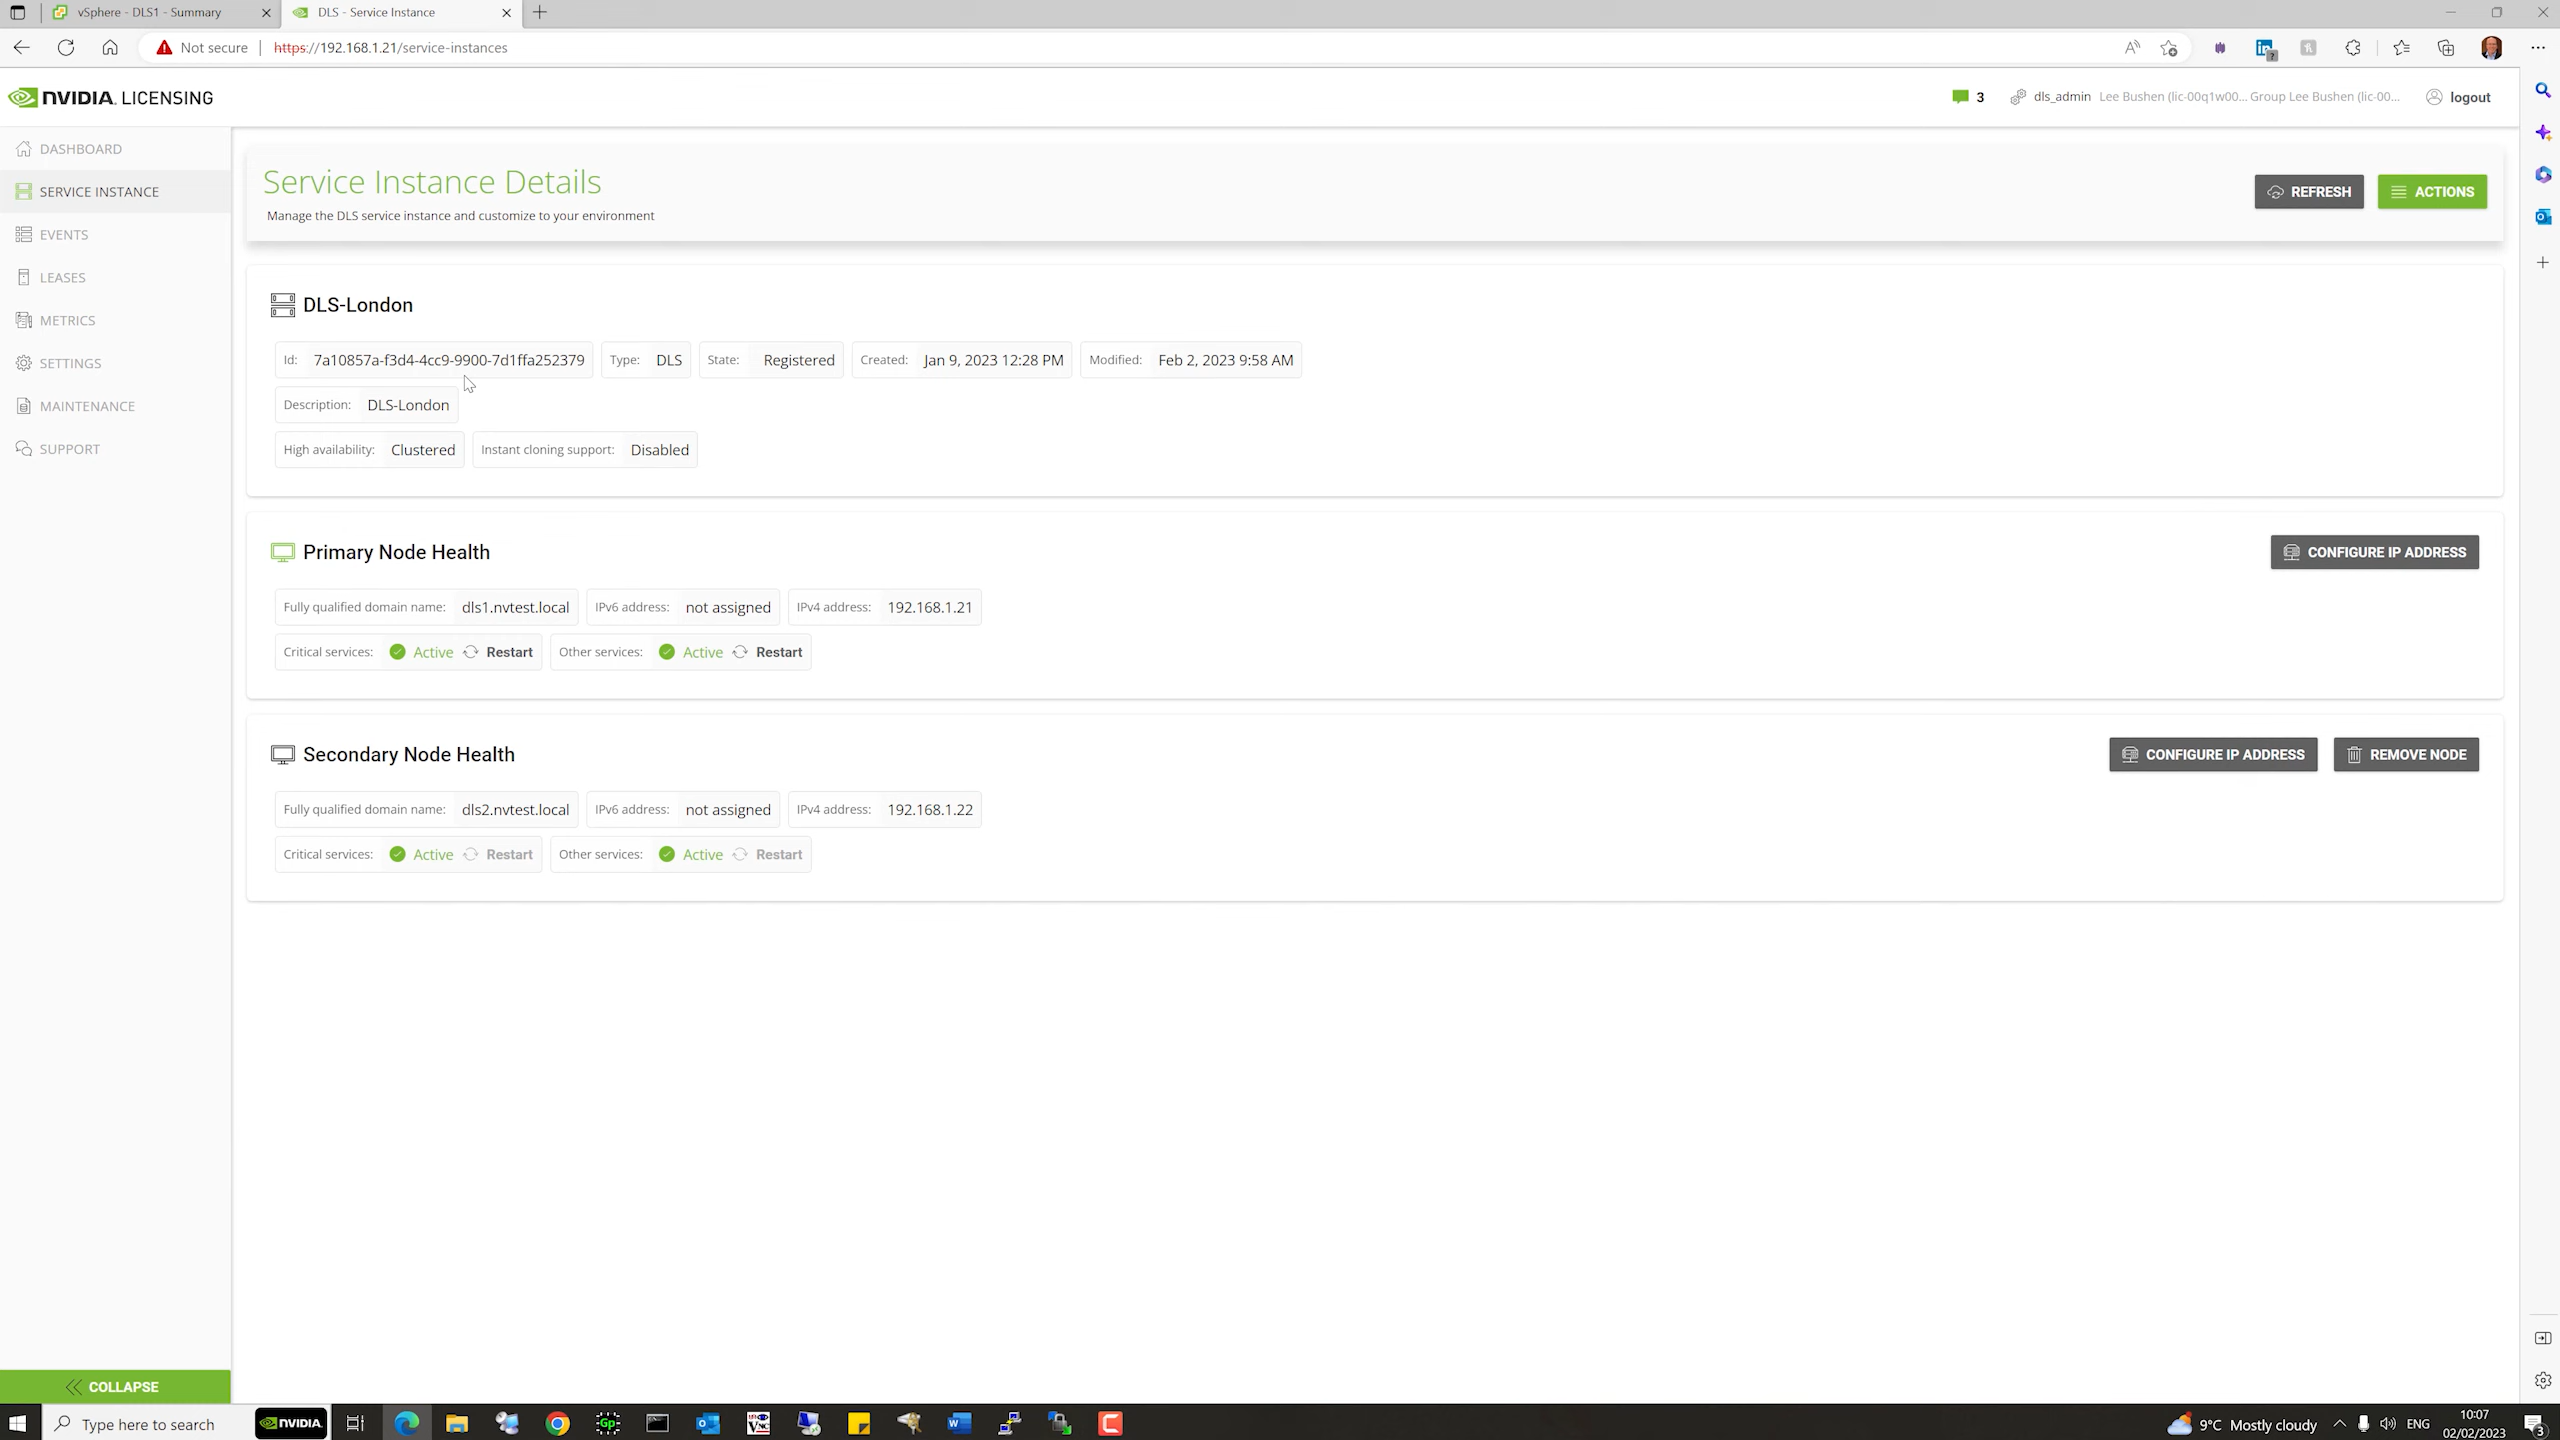 vSphere - DLS1 - Summary
DLS - Service Instance
Not secure
https://192.168.1.21/service-instances
NVIDIA. LICENSING
3
dls_admin
Lee Bushen (lic-00q1w00... Group Lee Bushen (lic-00...
logout
DASHBOARD
SERVICE INSTANCE
EVENTS
LEASES
METRICS
SETTINGS
MAINTENANCE
SUPPORT
Service Instance Details
Manage the DLS service instance and customize to your environment
REFRESH
ACTIONS
DLS-London
Id: 7a10857a-f3d4-4cc9-9900-7d1ffa252379
Type: DLS
State: Registered
Created: Jan 9, 2023 12:28 PM
Modified: Feb 2, 2023 9:58 AM
Description: DLS-London
High availability: Clustered
Instant cloning support: Disabled
Primary Node Health
CONFIGURE IP ADDRESS
Fully qualified domain name: dls1.nvtest.local
IPv6 address: not assigned
IPv4 address: 192.168.1.21
Critical services: Active Restart
Other services: Active Restart
Secondary Node Health
CONFIGURE IP ADDRESS
REMOVE NODE
Fully qualified domain name: dls2.nvtest.local
IPv6 address: not assigned
IPv4 address: 192.168.1.22
Critical services: Active Restart
Other services: Active Restart
COLLAPSE
Type here to search
NVIDIA.
Gp
9°C Mostly cloudy
ENG
10:07
02/02/2023
3